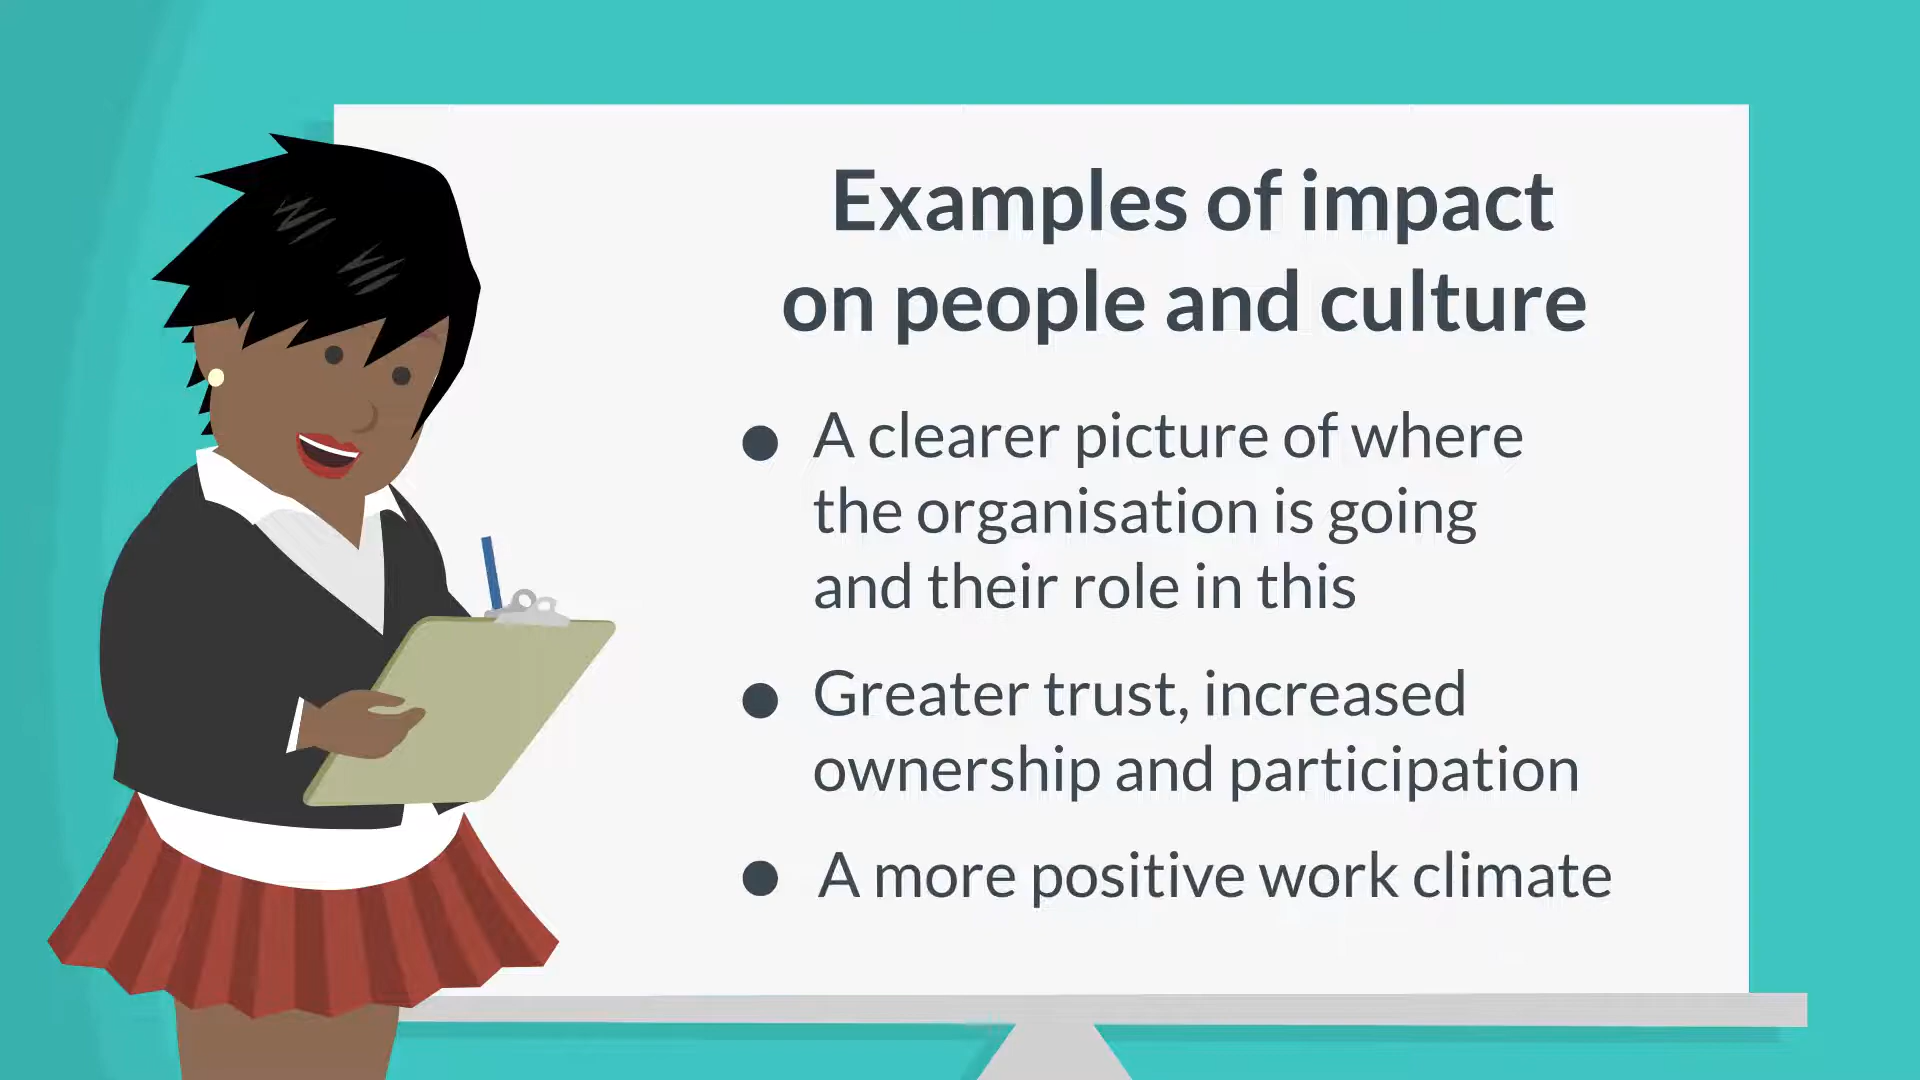 Examples of impact
on people and culture
● A clearer picture of where
the organisation is going
and their role in this
● Greater trust, increased
ownership and participation
● A more positive work climate